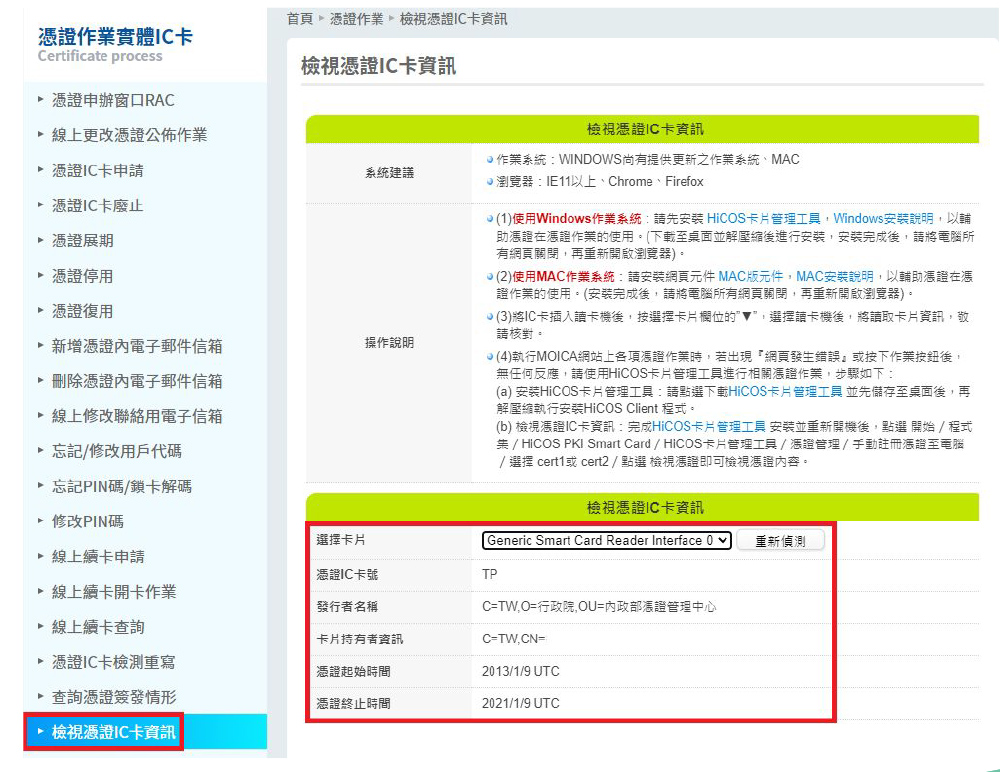 憑證作業實體IC卡
Certificate process
憑證申辦窗口RAC
線上更改憑證公佈作業
憑證IC卡申請
憑證IC卡廢止
憑證展期
憑證停用
憑證復用
新增憑證內電子郵件信箱
刪除憑證內電子郵件信箱
線上修改聯絡用電子信箱
忘記/修改用戶代碼
忘記PIN碼/鎖卡解碼
修改PIN碼
線上續卡申請
線上續卡開卡作業
線上續卡查詢
憑證IC卡檢測重寫
查詢憑證簽發情形
檢視憑證IC卡資訊
首頁 ▸ 憑證作業 ▸ 檢視憑證IC卡資訊
檢視憑證IC卡資訊
檢視憑證IC卡資訊
系統建議
作業系統：WINDOWS尚有提供更新之作業系統、MAC
瀏覽器：IE11以上、Chrome、Firefox
操作說明
(1)使用Windows作業系統：請先安裝 HiCOS卡片管理工具，Windows安裝說明，以輔
助憑證在憑證作業的使用。(下載至桌面並解壓縮後進行安裝，安裝完成後，請將電腦所
有網頁關閉，再重新開啟瀏覽器)。
(2)使用MAC作業系統：請安裝網頁元件 MAC版元件，MAC安裝說明，以輔助憑證在憑
證作業的使用。(安裝完成後，請將電腦所有網頁關閉，再重新開啟瀏覽器)。
(3)將IC卡插入讀卡機後，按選擇卡片欄位的"▼"，選擇讀卡機後，將讀取卡片資訊，敬
請核對。
(4)執行MOICA網站上各項憑證作業時，若出現『網頁發生錯誤』或按下作業按鈕後，
無任何反應，請使用HiCOS卡片管理工具進行相關憑證作業，步驟如下：
(a) 安裝HiCOS卡片管理工具：請點選下載HiCOS卡片管理工具 並先儲存至桌面後，再
解壓縮執行安裝HiCOS Client 程式。
(b) 檢視憑證IC卡資訊：完成HiCOS卡片管理工具 安裝並重新開機後，點選 開始 / 程式
集 / HICOS PKI Smart Card / HICOS卡片管理工具 / 憑證管理 / 手動註冊憑證至電腦
/ 選擇 cert1或 cert2 / 點選 檢視憑證即可檢視憑證內容。
檢視憑證IC卡資訊
選擇卡片 Generic Smart Card Reader Interface 0 重新偵測
憑證IC卡號 TP
發行者名稱 C=TW,O=行政院,OU=內政部憑證管理中心
卡片持有者資訊 C=TW,CN=
憑證起始時間 2013/1/9 UTC
憑證終止時間 2021/1/9 UTC